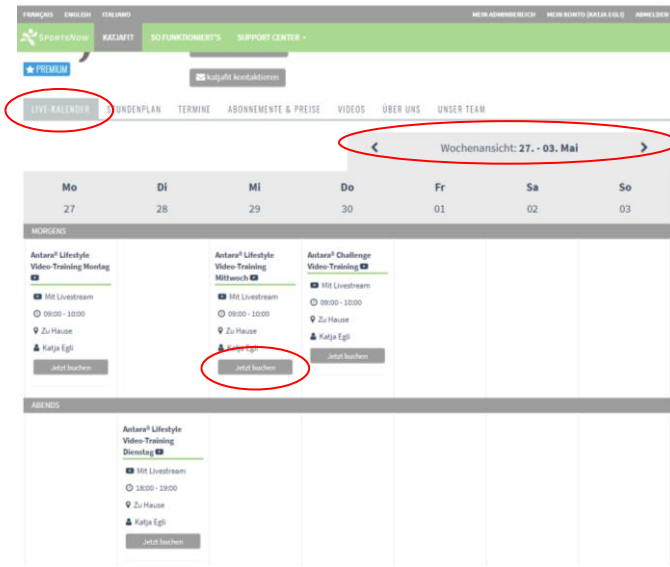 FRANÇAIS ENGLISH ITALIANO MEIN ADMINBEREICH MEIN KONTO (KATJA EGLI) ABMELDEN
SPORTSNOW KATJAFIT SO FUNKTIONIERT'S SUPPORT CENTER
PREMIUM
katjafit kontaktieren
LIVE-KALENDER STUNDENPLAN TERMINE ABONNEMENTE & PREISE VIDEOS ÜBER UNS UNSER TEAM
Wochenansicht: 27. - 03. Mai
Mo Di Mi Do Fr Sa So
27 28 29 30 01 02 03
MORGENS
Antara® Lifestyle
Video-Training Montag
Mit Livestream
09:00 - 10:00
Zu Hause
Katja Egli
Jetzt buchen
Antara® Lifestyle
Video-Training
Mittwoch
Mit Livestream
09:00 - 10:00
Zu Hause
Katja Egli
Jetzt buchen
Antara® Challenge
Video-Training
Mit Livestream
09:00 - 10:00
Zu Hause
Katja Egli
Jetzt buchen
ABENDS
Antara® Lifestyle
Video-Training
Dienstag
Mit Livestream
18:00 - 19:00
Zu Hause
Katja Egli
Jetzt buchen